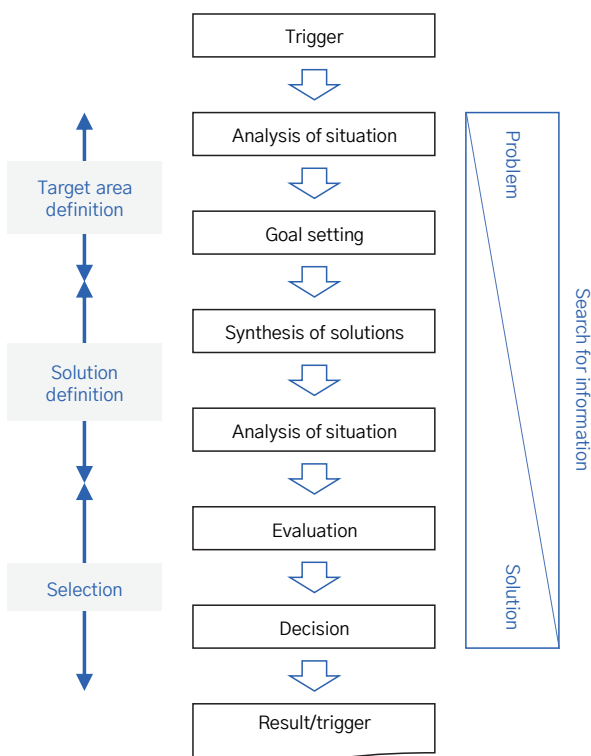 Trigger
Analysis of situation
Problem
Target area
definition
Goal setting
Synthesis of solutions
Search for information
Solution
definition
Analysis of situation
Evaluation
Selection
Solution
Decision
Result/trigger